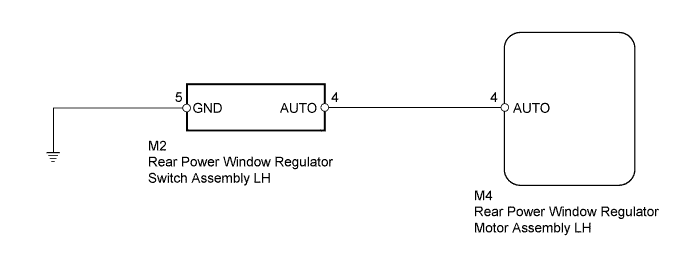 5 GND AUTO 4 4 AUTO
M2
Rear Power Window Regulator
Switch Assembly LH
M4
Rear Power Window Regulator
Motor Assembly LH